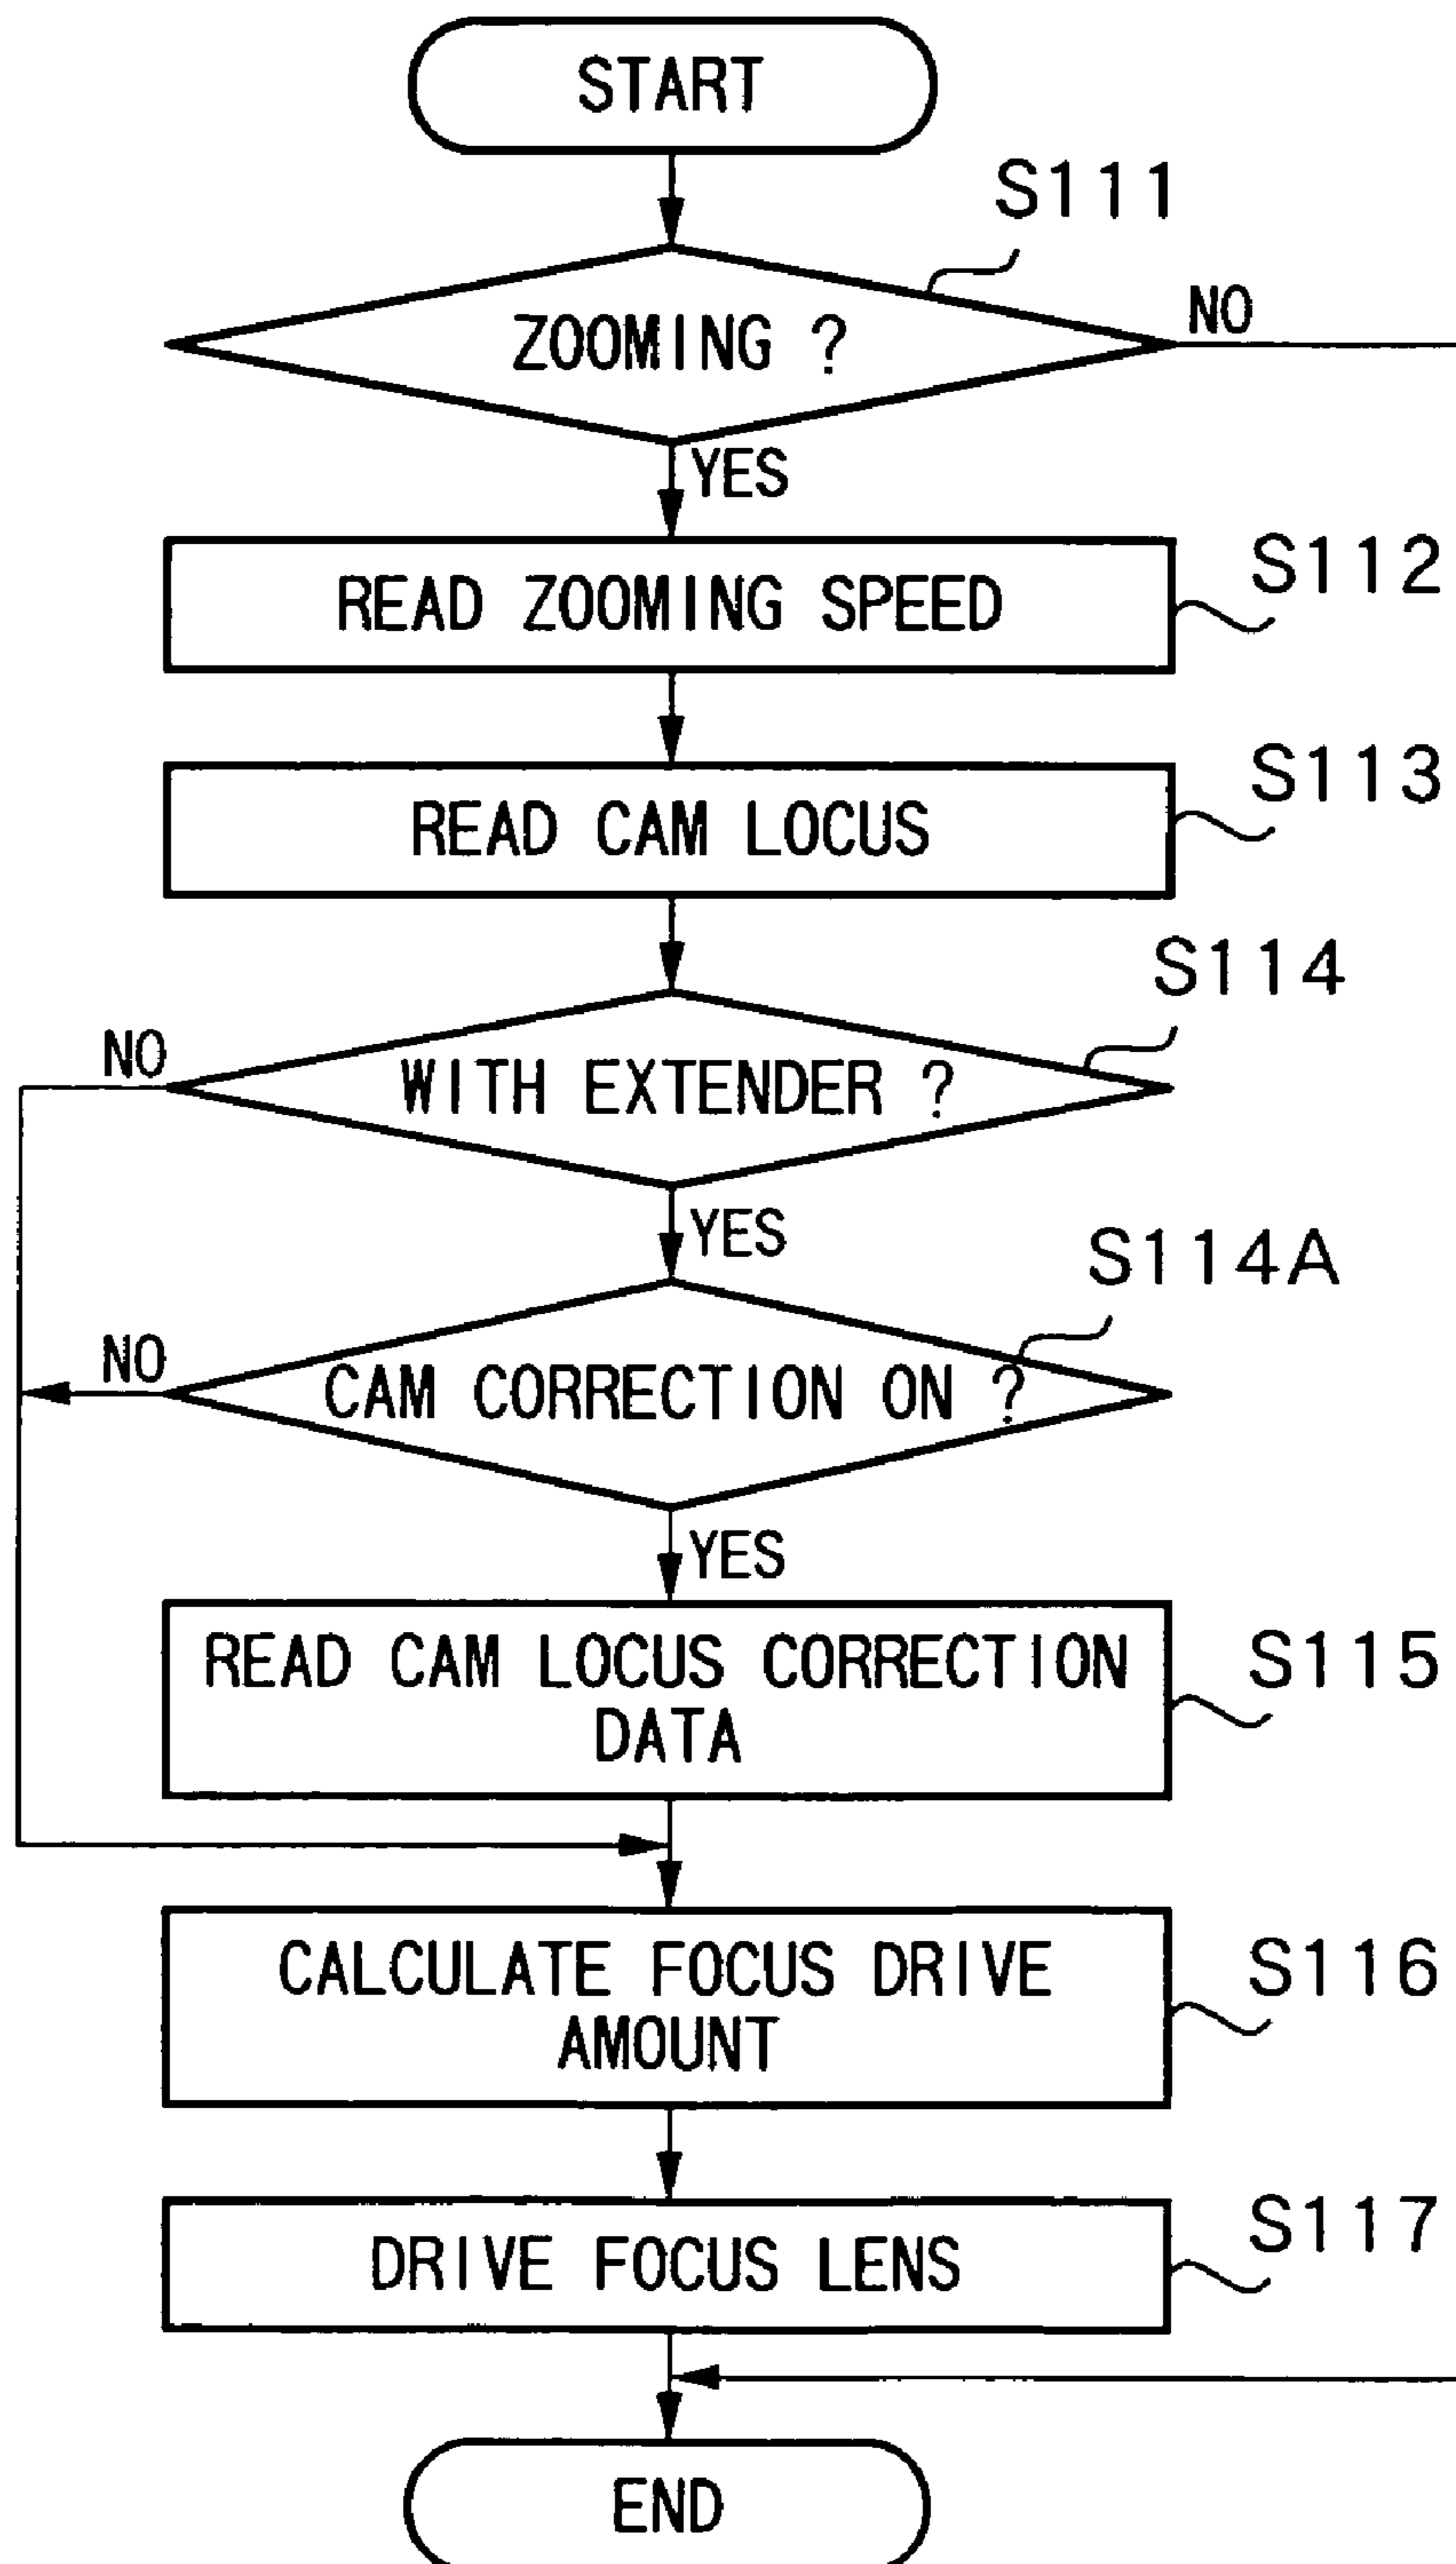 START
S111
ZOOMING ?
NO
YES
READ ZOOMING SPEED
S112
READ CAM LOCUS
S113
S114
NO
WITH EXTENDER ?
YES
S114A
NO
CAM CORRECTION ON ?
YES
READ CAM LOCUS CORRECTION
DATA
S115
CALCULATE FOCUS DRIVE
AMOUNT
S116
DRIVE FOCUS LENS
S117
END